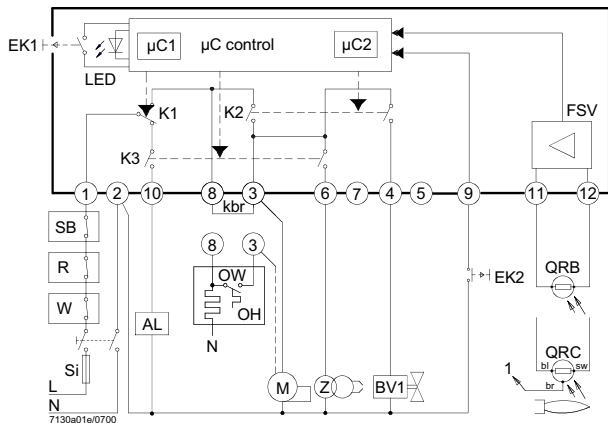 EK1
LED
µC1
µC control
µC2
FSV
K1
K2
K3
1
2
10
8
3
6
7
4
5
9
11
12
kbr
SB
R
W
Si
L
N
AL
8
3
OW
OH
N
M
Z
BV1
EK2
QRB
QRC
1
bl
sw
br
7130a01e/0700